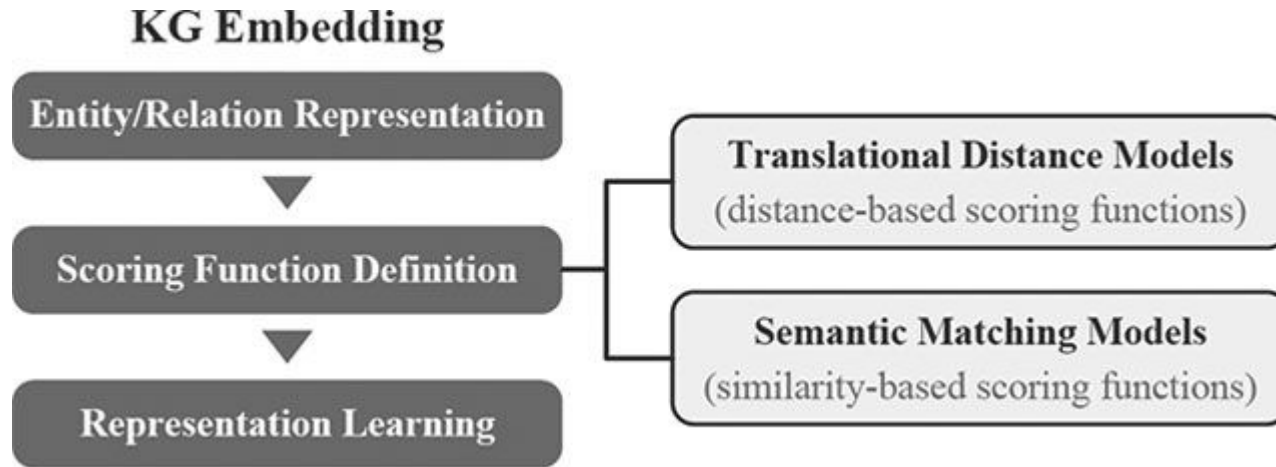 KG Embedding
Entity/Relation Representation
Scoring Function Definition
Representation Learning
Translational Distance Models
(distance-based scoring functions)
Semantic Matching Models
(similarity-based scoring functions)